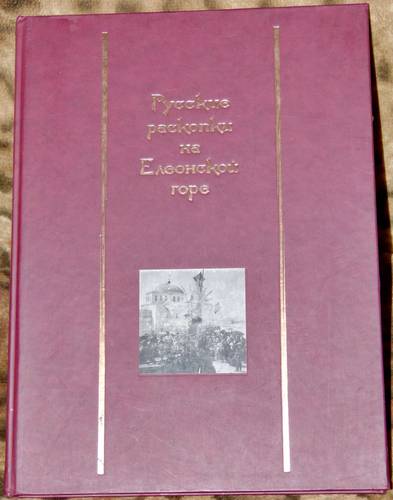 Русские
раскопки
на
Елеонской
горе